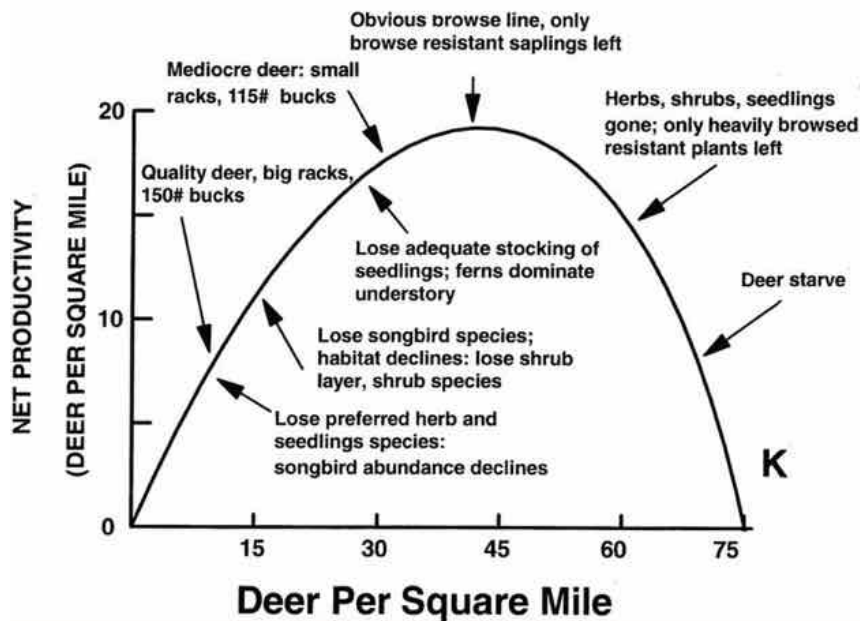 Obvious browse line, only
browse resistant saplings left
Mediocre deer: small
racks, 115# bucks
Herbs, shrubs, seedlings
gone; only heavily browsed
resistant plants left
Quality deer, big racks,
150# bucks
Lose adequate stocking of
seedlings; ferns dominate
understory
Deer starve
Lose songbird species;
habitat declines: lose shrub
layer, shrub species
Lose preferred herb and
seedlings species:
songbird abundance declines
K
NET PRODUCTIVITY
(DEER PER SQUARE MILE)
20
10
0
15
30
45
60
75
Deer Per Square Mile